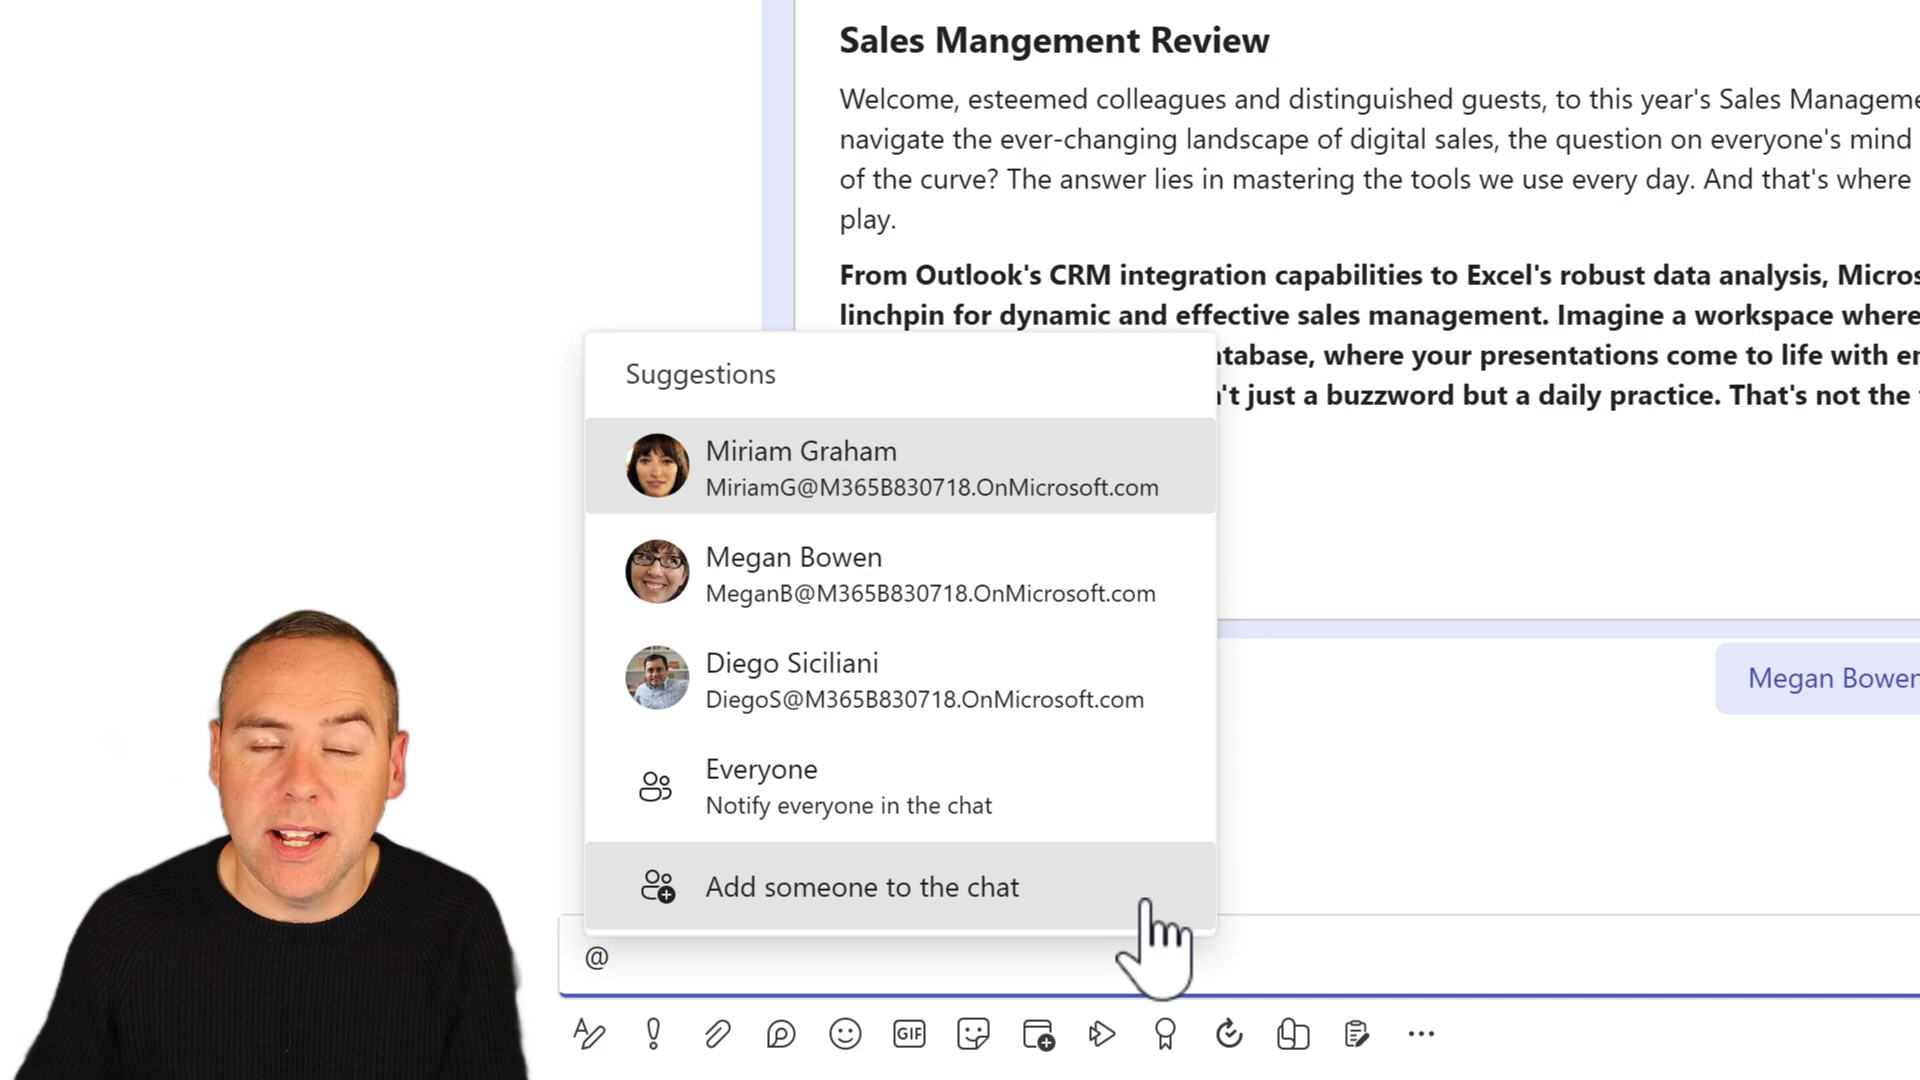 Sales Mangement Review
Welcome, esteemed colleagues and distinguished guests, to this year's Sales
navigate the ever-changing landscape of digital sales, the question on everyone's mind
of the curve? The answer lies in mastering the tools we use every day. And that's where
play.
From Outlook's CRM integration capabilities to Excel's robust data analysis,
linchpin for dynamic and effective sales management. Imagine a workspace where
where your presentations come to life with
just a buzzword but a daily practice. That's not the
Suggestions
Miriam Graham
MiriamG@M365B830718.OnMicrosoft.com
Megan Bowen
MeganB@M365B830718.OnMicrosoft.com
Diego Siciliani
DiegoS@M365B830718.OnMicrosoft.com
Everyone
Notify everyone in the chat
Add someone to the chat
Megan Bowen
@
GIF